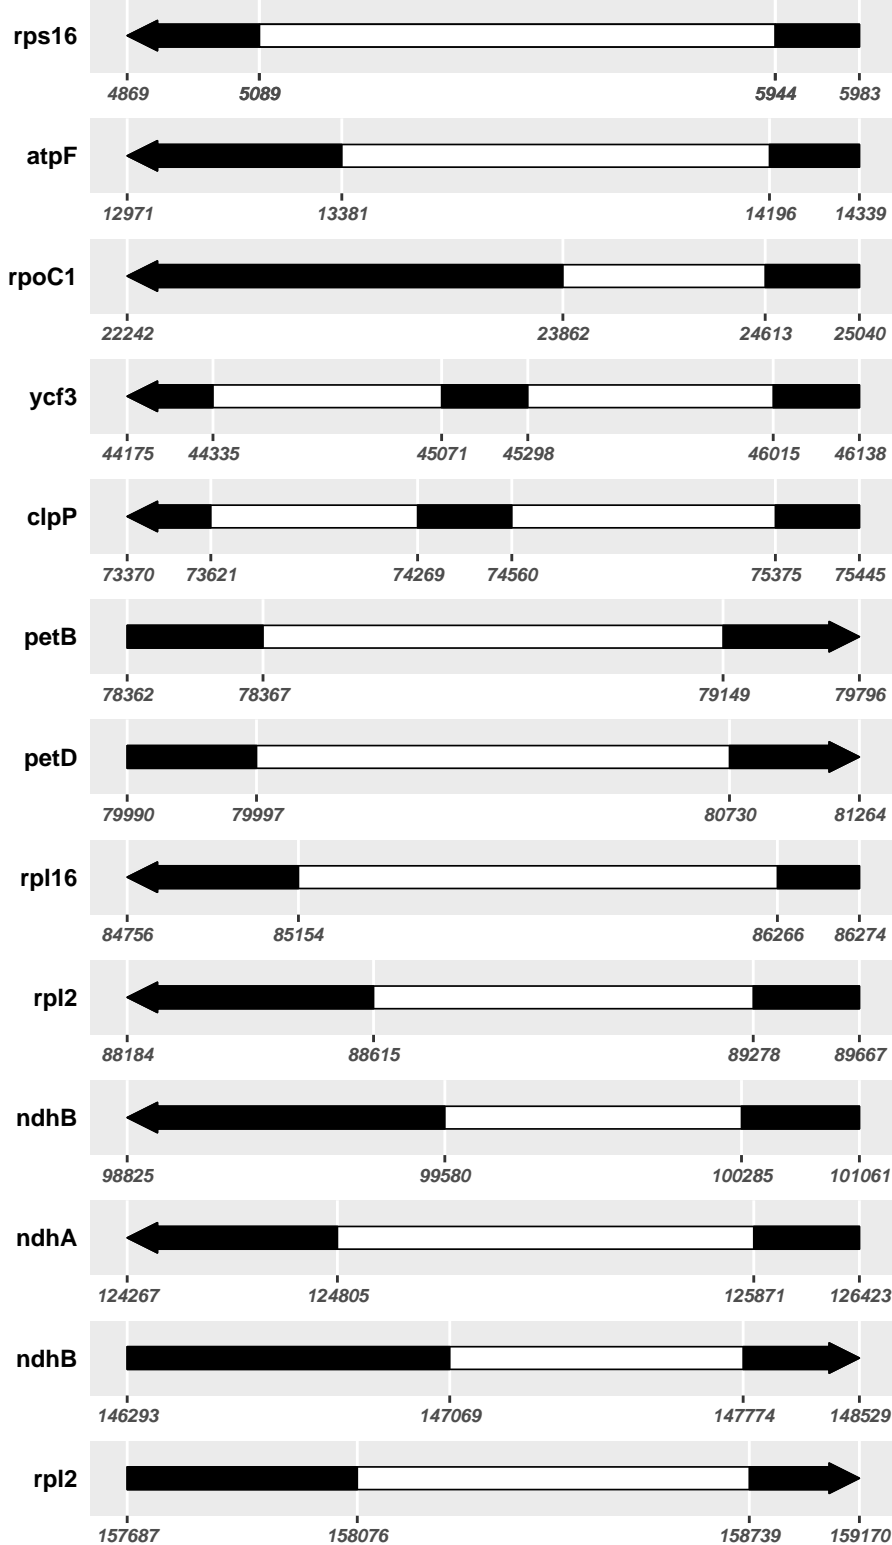 rps16
4869 5089 5944 5983
atpF
12971 13381 14196 14339
rpoC1
22242 23862 24613 25040
ycf3
44175 44335 45071 45298 46015 46138
clpP
73370 73621 74269 74560 75375 75445
petB
78362 78367 79149 79796
petD
79990 79997 80730 81264
rpl16
84756 85154 86266 86274
rpl2
88184 88615 89278 89667
ndhB
98825 99580 100285 101061
ndhA
124267 124805 125871 126423
ndhB
146293 147069 147774 148529
rpl2
157687 158076 158739 159170